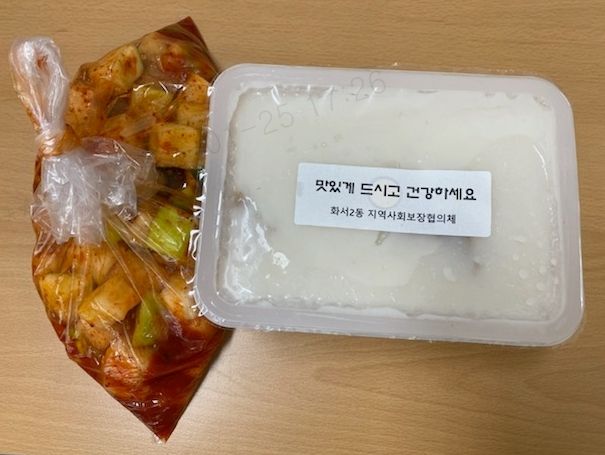 맛있게 드시고 건강하세요
화서2동 지역사회보장협의체